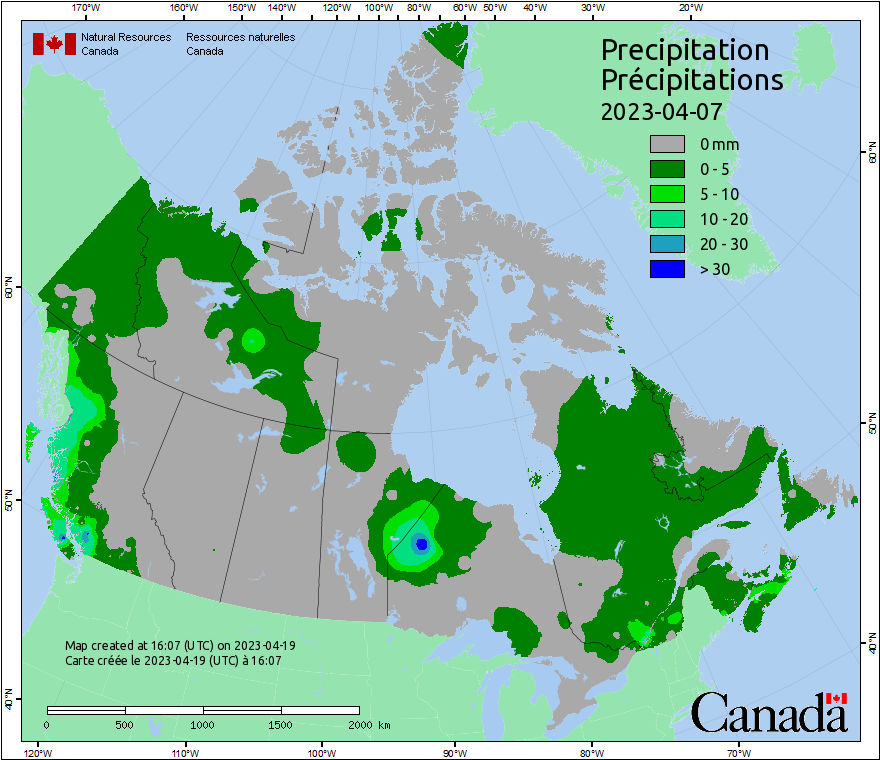 170°W 160°W 150°W 140°W 120°W 100°W 80°W 60°W 50°W 40°W 30°W 20°W
Natural Resources Ressources naturelles
Canada Canada
Precipitation
Précipitations
2023-04-07
0 mm
0 - 5
5 - 10
10 - 20
20 - 30
> 30
60°N
60°N
50°N
50°N
40°N
40°N
Map created at 16:07 (UTC) on 2023-04-19
Carte créée le 2023-04-19 (UTC) à 16:07
0 500 1000 1500 2000 km
Canada
120°W 110°W 100°W 90°W 80°W 70°W